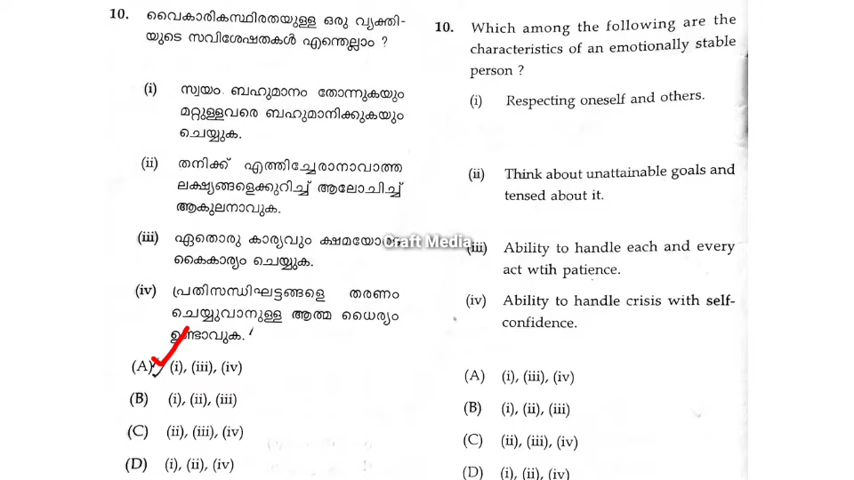 10. വൈകാരികസ്ഥിരതയുള്ള ഒരു വ്യക്തി-
യുടെ സവിശേഷതകൾ എന്തെല്ലാം ?
(i) സ്വയം ബഹുമാനം തോന്നുകയും
മറ്റുള്ളവരെ ബഹുമാനിക്കുകയും
ചെയ്യുക.
(ii) തനിക്ക് എത്തിച്ചേരാനാവാത്ത
ലക്ഷ്യങ്ങളെക്കുറിച്ച് ആലോചിച്ച്
ആകുലനാവുക.
(iii) ഏതൊരു കാര്യവും
കൈകാര്യം ചെയ്യുക.
(iv) പ്രതിസന്ധിഘട്ടങ്ങളെ തരണം
ചെയ്യുവാനുള്ള ആത്മ ധൈര്യം
ഉണ്ടാവുക.
(A) (i), (iii), (iv)
(B) (i), (ii), (iii)
(C) (ii), (iii), (iv)
(D) (i), (ii), (iv)
Craft Media
10. Which among the following are the
characteristics of an emotionally stable
person ?
(i) Respecting oneself and others.
(ii) Think about unattainable goals and
tensed about it.
(iii) Ability to handle each and every
act wtih patience.
(iv) Ability to handle crisis with self-
confidence.
(A) (i), (iii), (iv)
(B) (i), (ii), (iii)
(C) (ii), (iii), (iv)
(D) (i), (ii), (iv)